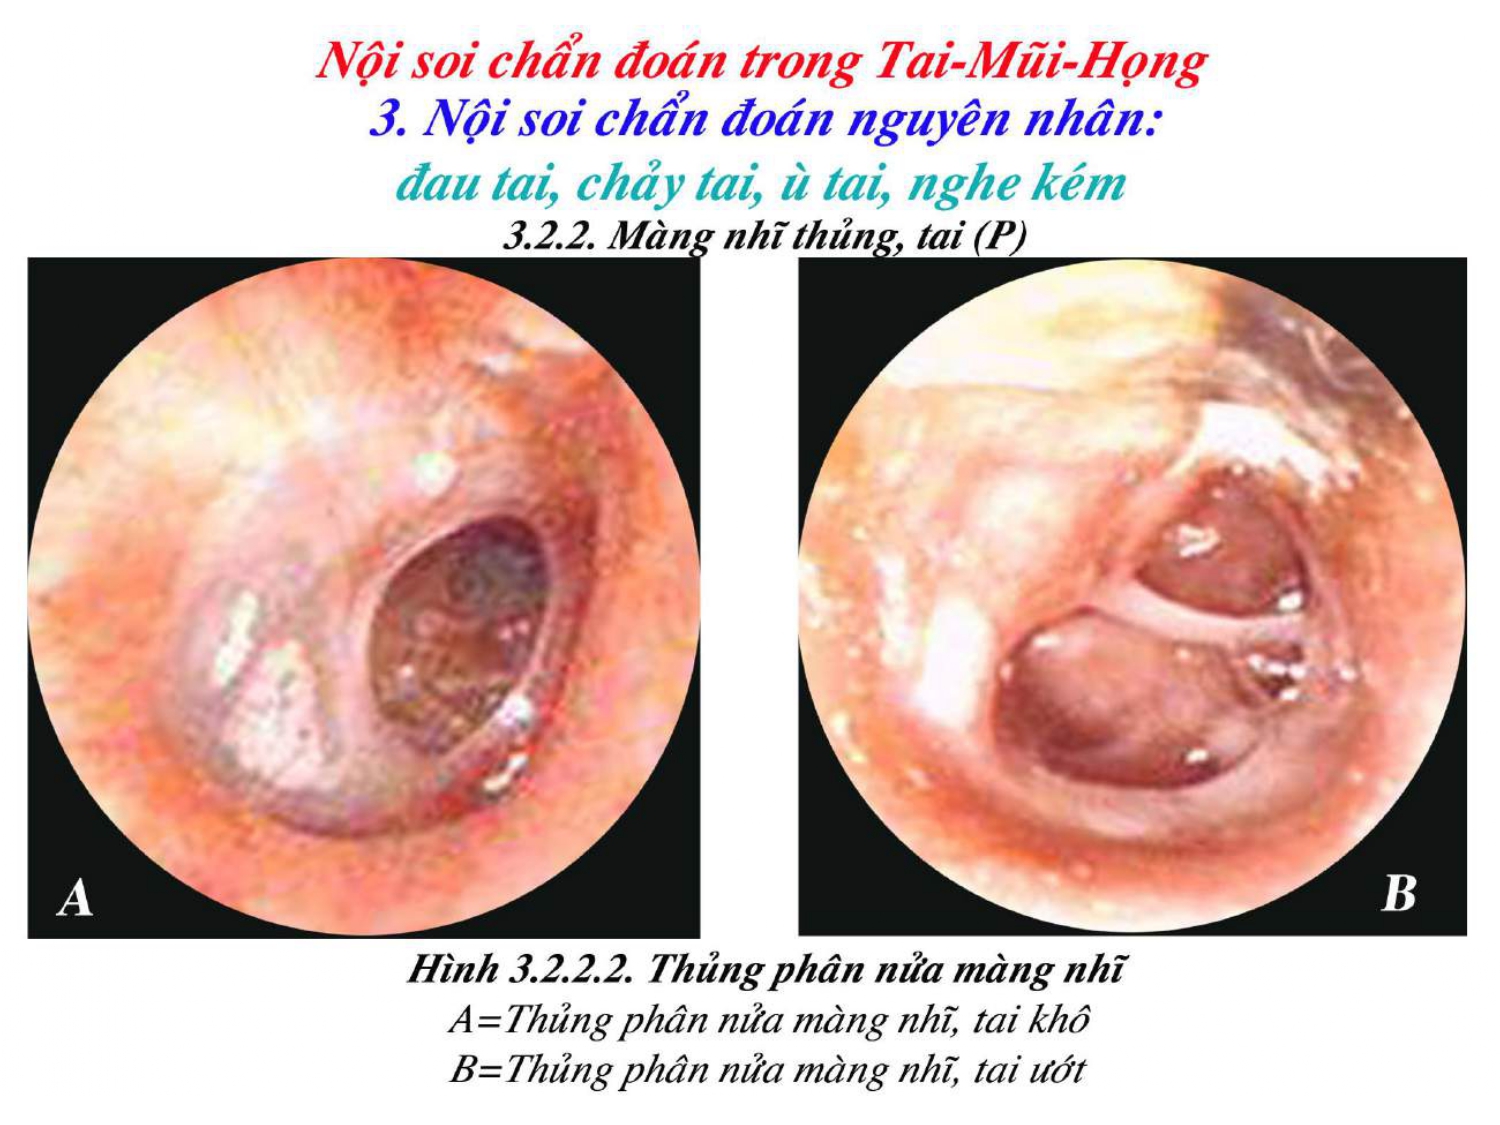 Nội soi chẩn đoán trong Tai-Mũi-Họng
3. Nội soi chẩn đoán nguyên nhân:
đau tai, chảy tai, ù tai, nghe kém
3.2.2. Màng nhĩ thủng, tai (P)
A
B
Hình 3.2.2.2. Thủng phân nửa màng nhĩ
A=Thủng phân nửa màng nhĩ, tai khô
B=Thủng phân nửa màng nhĩ, tai ướt